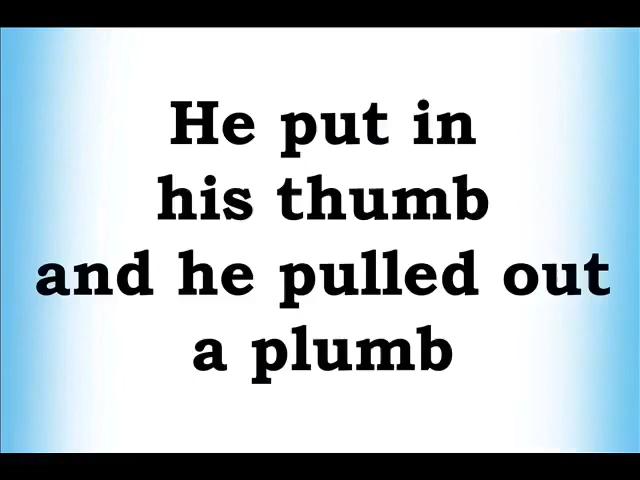 He put in
his thumb
and he pulled out
a plumb